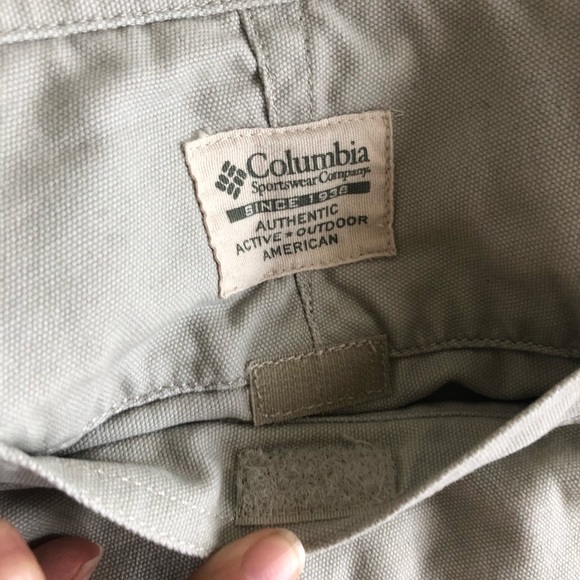 Columbia
Sportswear Company
SINCE 1938
AUTHENTIC
ACTIVE ★ OUTDOOR
AMERICAN